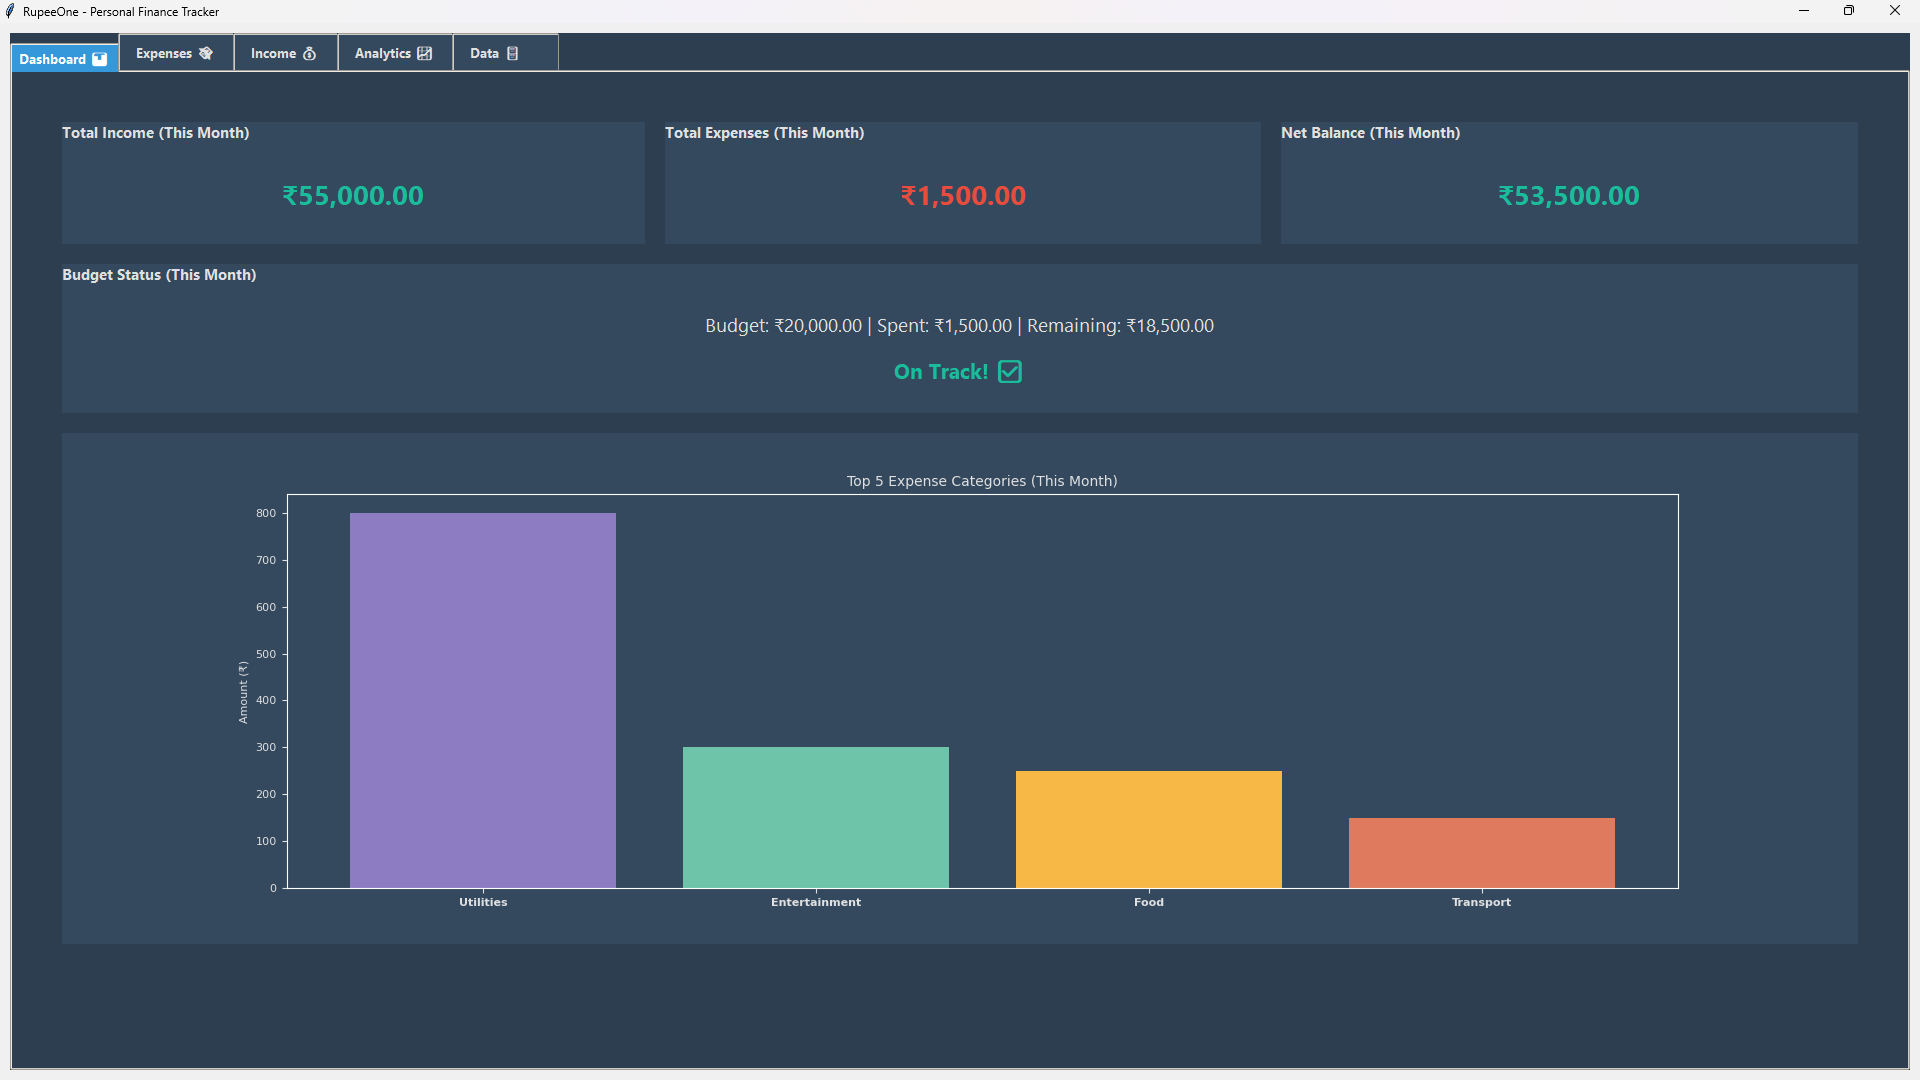 RupeeOne - Personal Finance Tracker
Dashboard
Expenses
Income
Analytics
Data
Total Income (This Month)
₹55,000.00
Total Expenses (This Month)
₹1,500.00
Net Balance (This Month)
₹53,500.00
Budget Status (This Month)
Budget: ₹20,000.00 | Spent: ₹1,500.00 | Remaining: ₹18,500.00
On Track!
Top 5 Expense Categories (This Month)
Amount (₹)
800
700
600
500
400
300
200
100
0
Utilities
Entertainment
Food
Transport